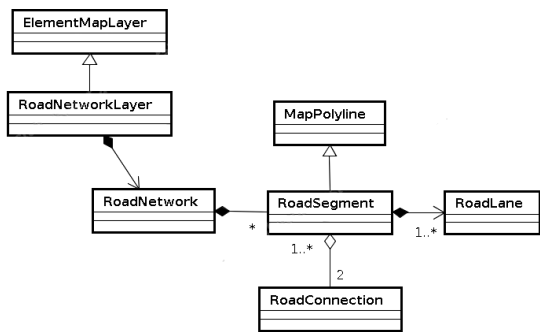 ElementMapLayer
RoadNetworkLayer
MapPolyline
RoadNetwork
RoadSegment
RoadLane
*
1..*
1..*
2
RoadConnection